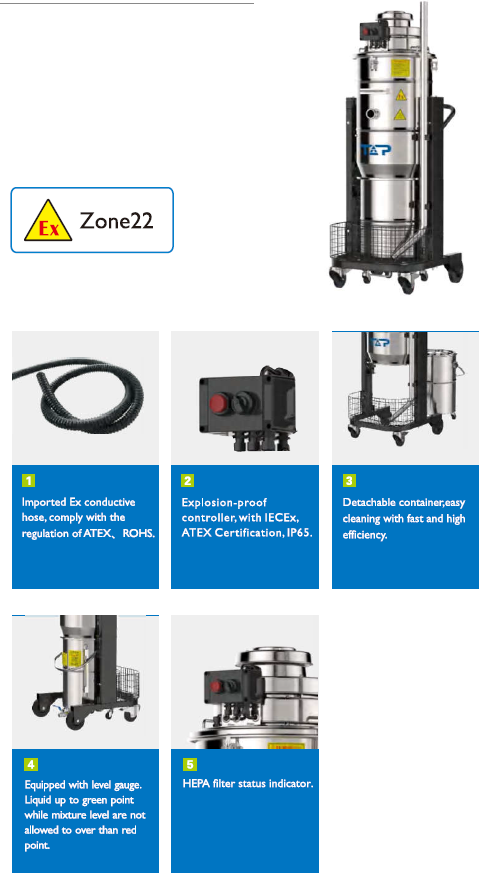 TAP
Ex Zone22
TAP
1
Imported Ex conductive
hose, comply with the
regulation of ATEX、ROHS.
2
Explosion-proof
controller, with IECEx,
ATEX Certification, IP65.
3
Detachable container,easy
cleaning with fast and high
efficiency.
4
Equipped with level gauge.
Liquid up to green point
while mixture level are not
allowed to over than red
point.
5
HEPA filter status indicator.